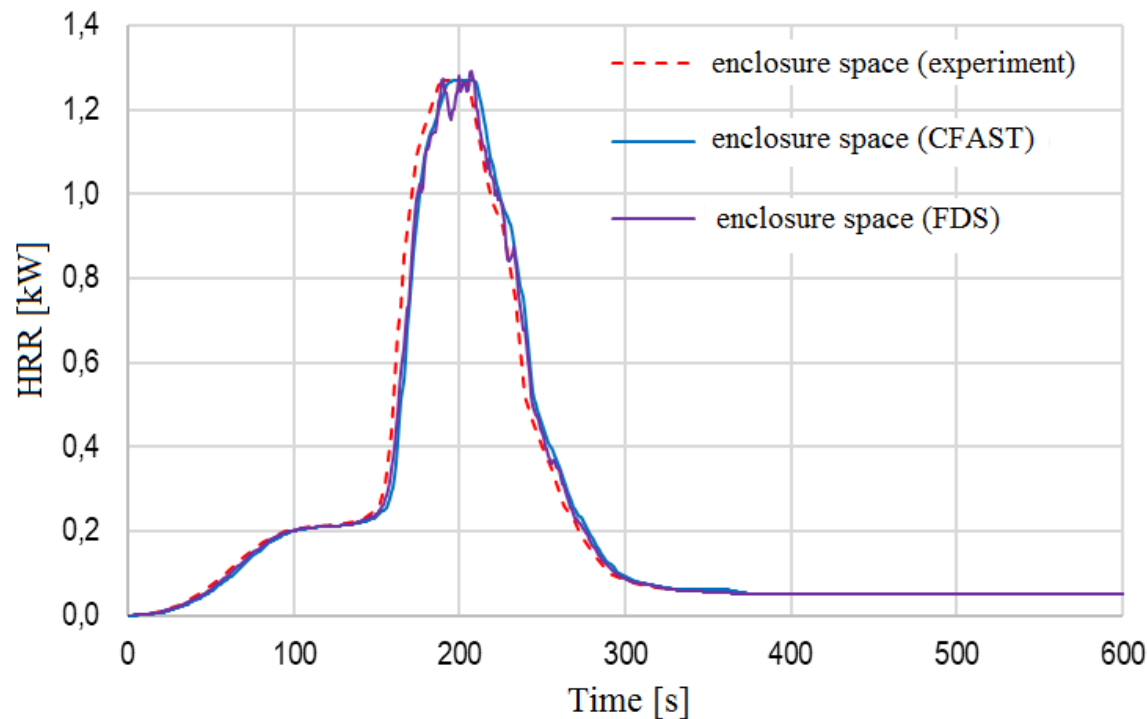 1,4
1,2
1,0
0,8
0,6
0,4
0,2
0,0
HRR [kW]
enclosure space (experiment)
enclosure space (CFAST)
enclosure space (FDS)
0 100 200 300 400 500 600
Time [s]